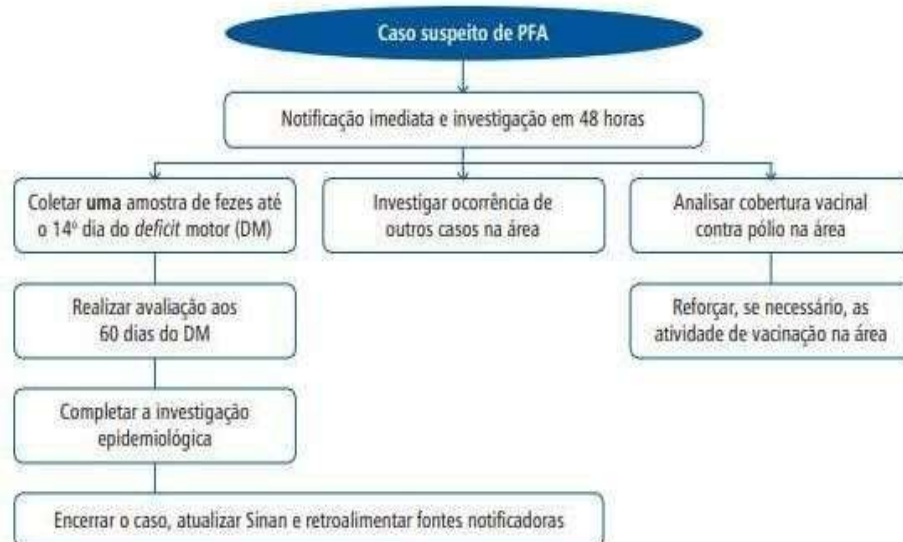 Caso suspeito de PFA
Notificação imediata e investigação em 48 horas
Coletar uma amostra de fezes até
o 14º dia do deficit motor (DM)
Investigar ocorrência de
outros casos na área
Analisar cobertura vacinal
contra pólio na área
Realizar avaliação aos
60 dias do DM
Reforçar, se necessário, as
atividade de vacinação na área
Completar a investigação
epidemiológica
Encerrar o caso, atualizar Sinan e retroalimentar fontes notificadoras